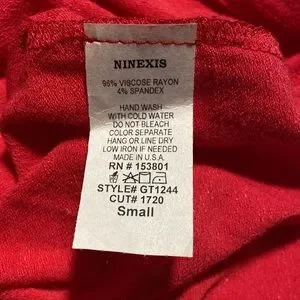 NINEXIS
96% VISCOSE RAYON
4% SPANDEX
HAND WASH
WITH COLD WATER
DO NOT BLEACH
COLOR SEPARATE
HANG OR LINE DRY
LOW IRON IF NEEDED
MADE IN U.S.A.
RN # 153801
STYLE# GT1244
CUT# 1720
Small